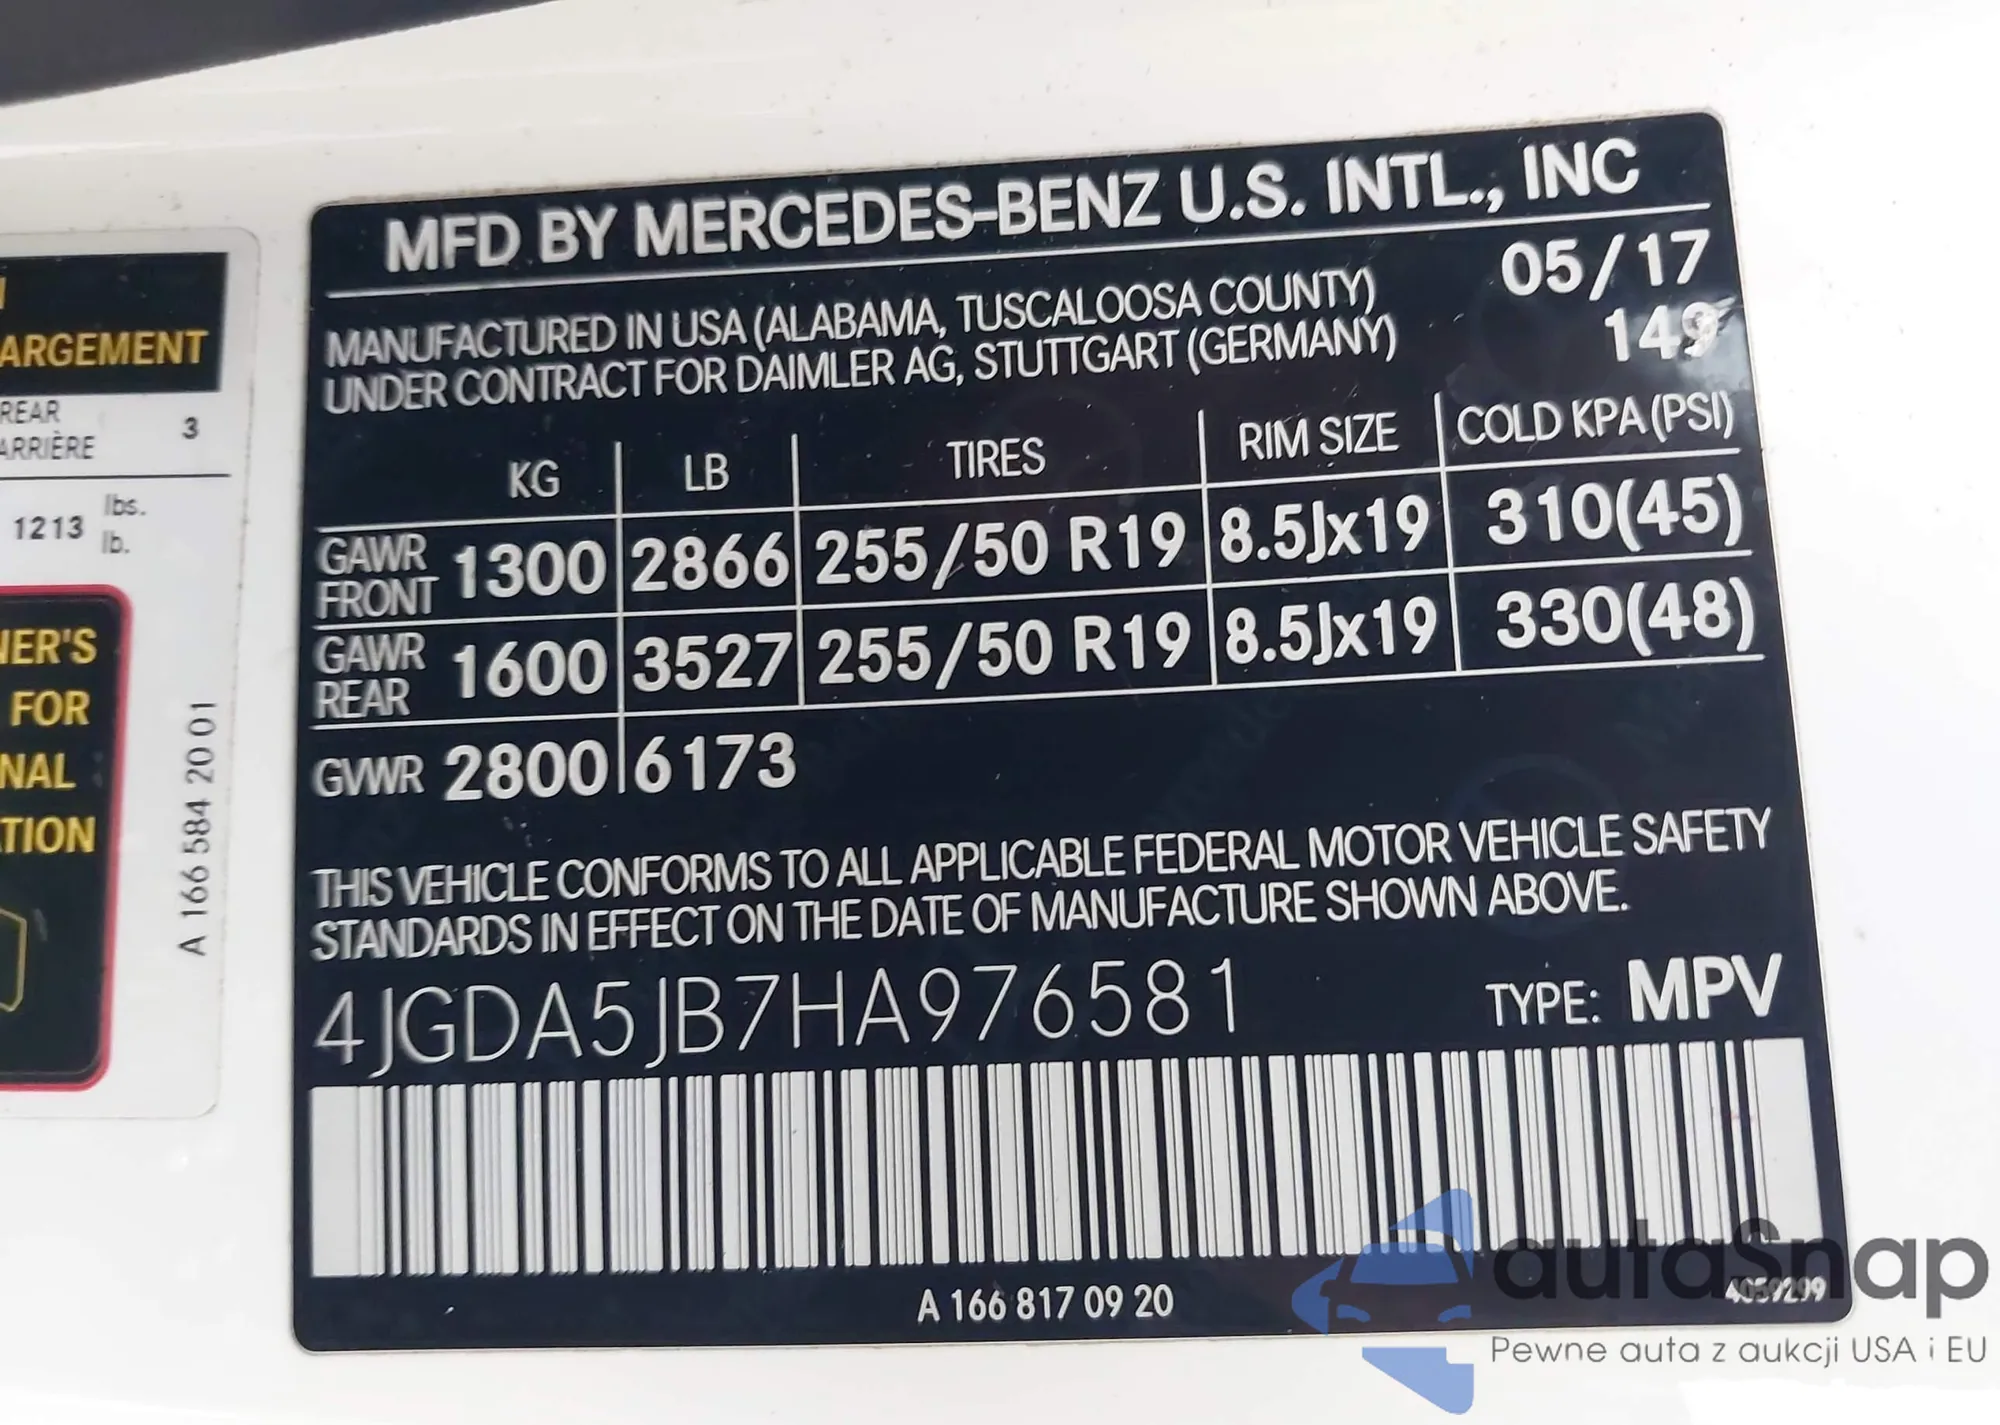 MFD BY MERCEDES-BENZ U.S. INTL., INC
05/17
MANUFACTURED IN USA (ALABAMA, TUSCALOOSA COUNTY)
UNDER CONTRACT FOR DAIMLER AG, STUTTGART (GERMANY)
149
KG LB TIRES RIM SIZE COLD KPA (PSI)
GAWR FRONT 1300 2866 255/50 R19 8.5Jx19 310(45)
GAWR REAR 1600 3527 255/50 R19 8.5Jx19 330(48)
GVWR 2800 6173
THIS VEHICLE CONFORMS TO ALL APPLICABLE FEDERAL MOTOR VEHICLE SAFETY
STANDARDS IN EFFECT ON THE DATE OF MANUFACTURE SHOWN ABOVE.
4JGDA5JB7HA976581 TYPE: MPV
A 166 817 09 20
4059299
ARGEMENT
REAR
ARRIÈRE 3
1213 lbs.
lb.
NER'S
FOR
NAL
TION
A 166 584 20 01
autaSnap
Pewne auta z aukcji USA i EU